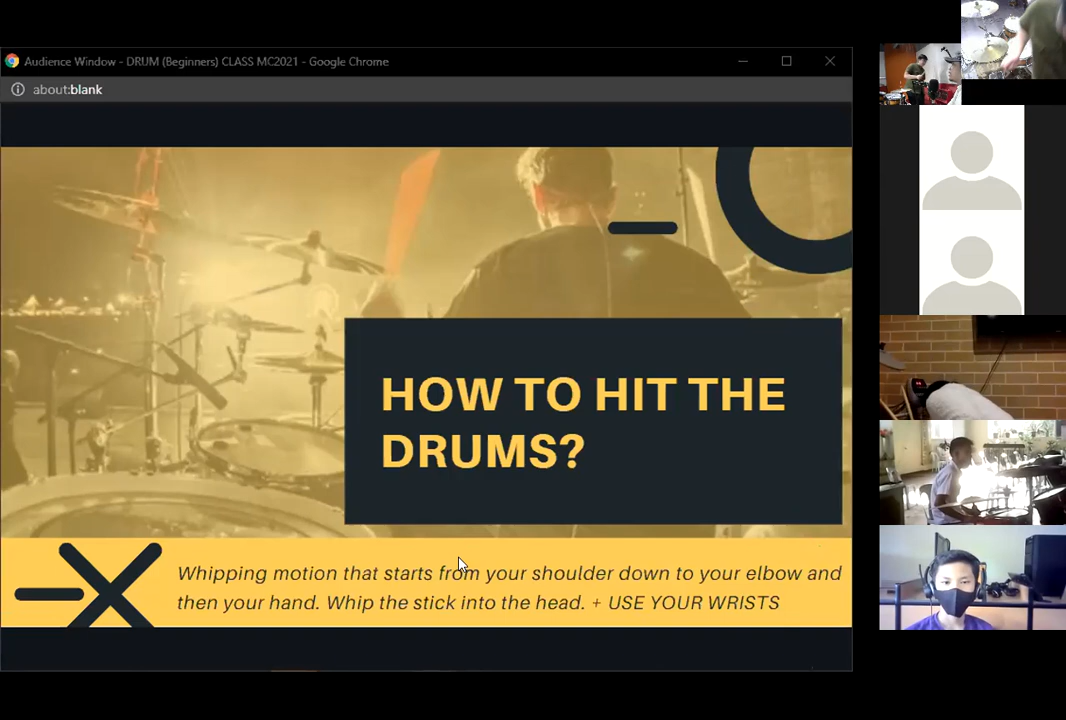 Audience Window - DRUM (Beginners) CLASS MC2021 - Google Chrome
about:blank
HOW TO HIT THE
DRUMS?
Whipping motion that starts from your shoulder down to your elbow and
then your hand. Whip the stick into the head. + USE YOUR WRISTS